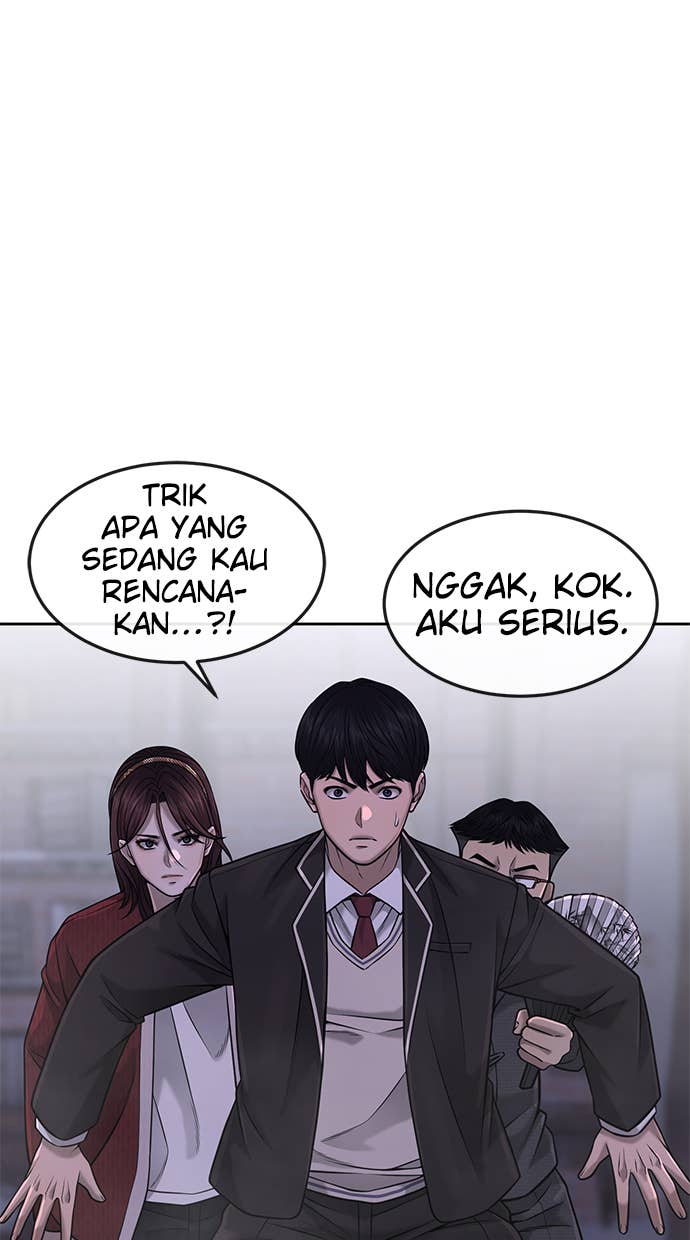 TRIK
APA YANG
SEDANG KAU
RENCANA-
KAN...?!
NGGAK, KOK.
AKU SERIUS.